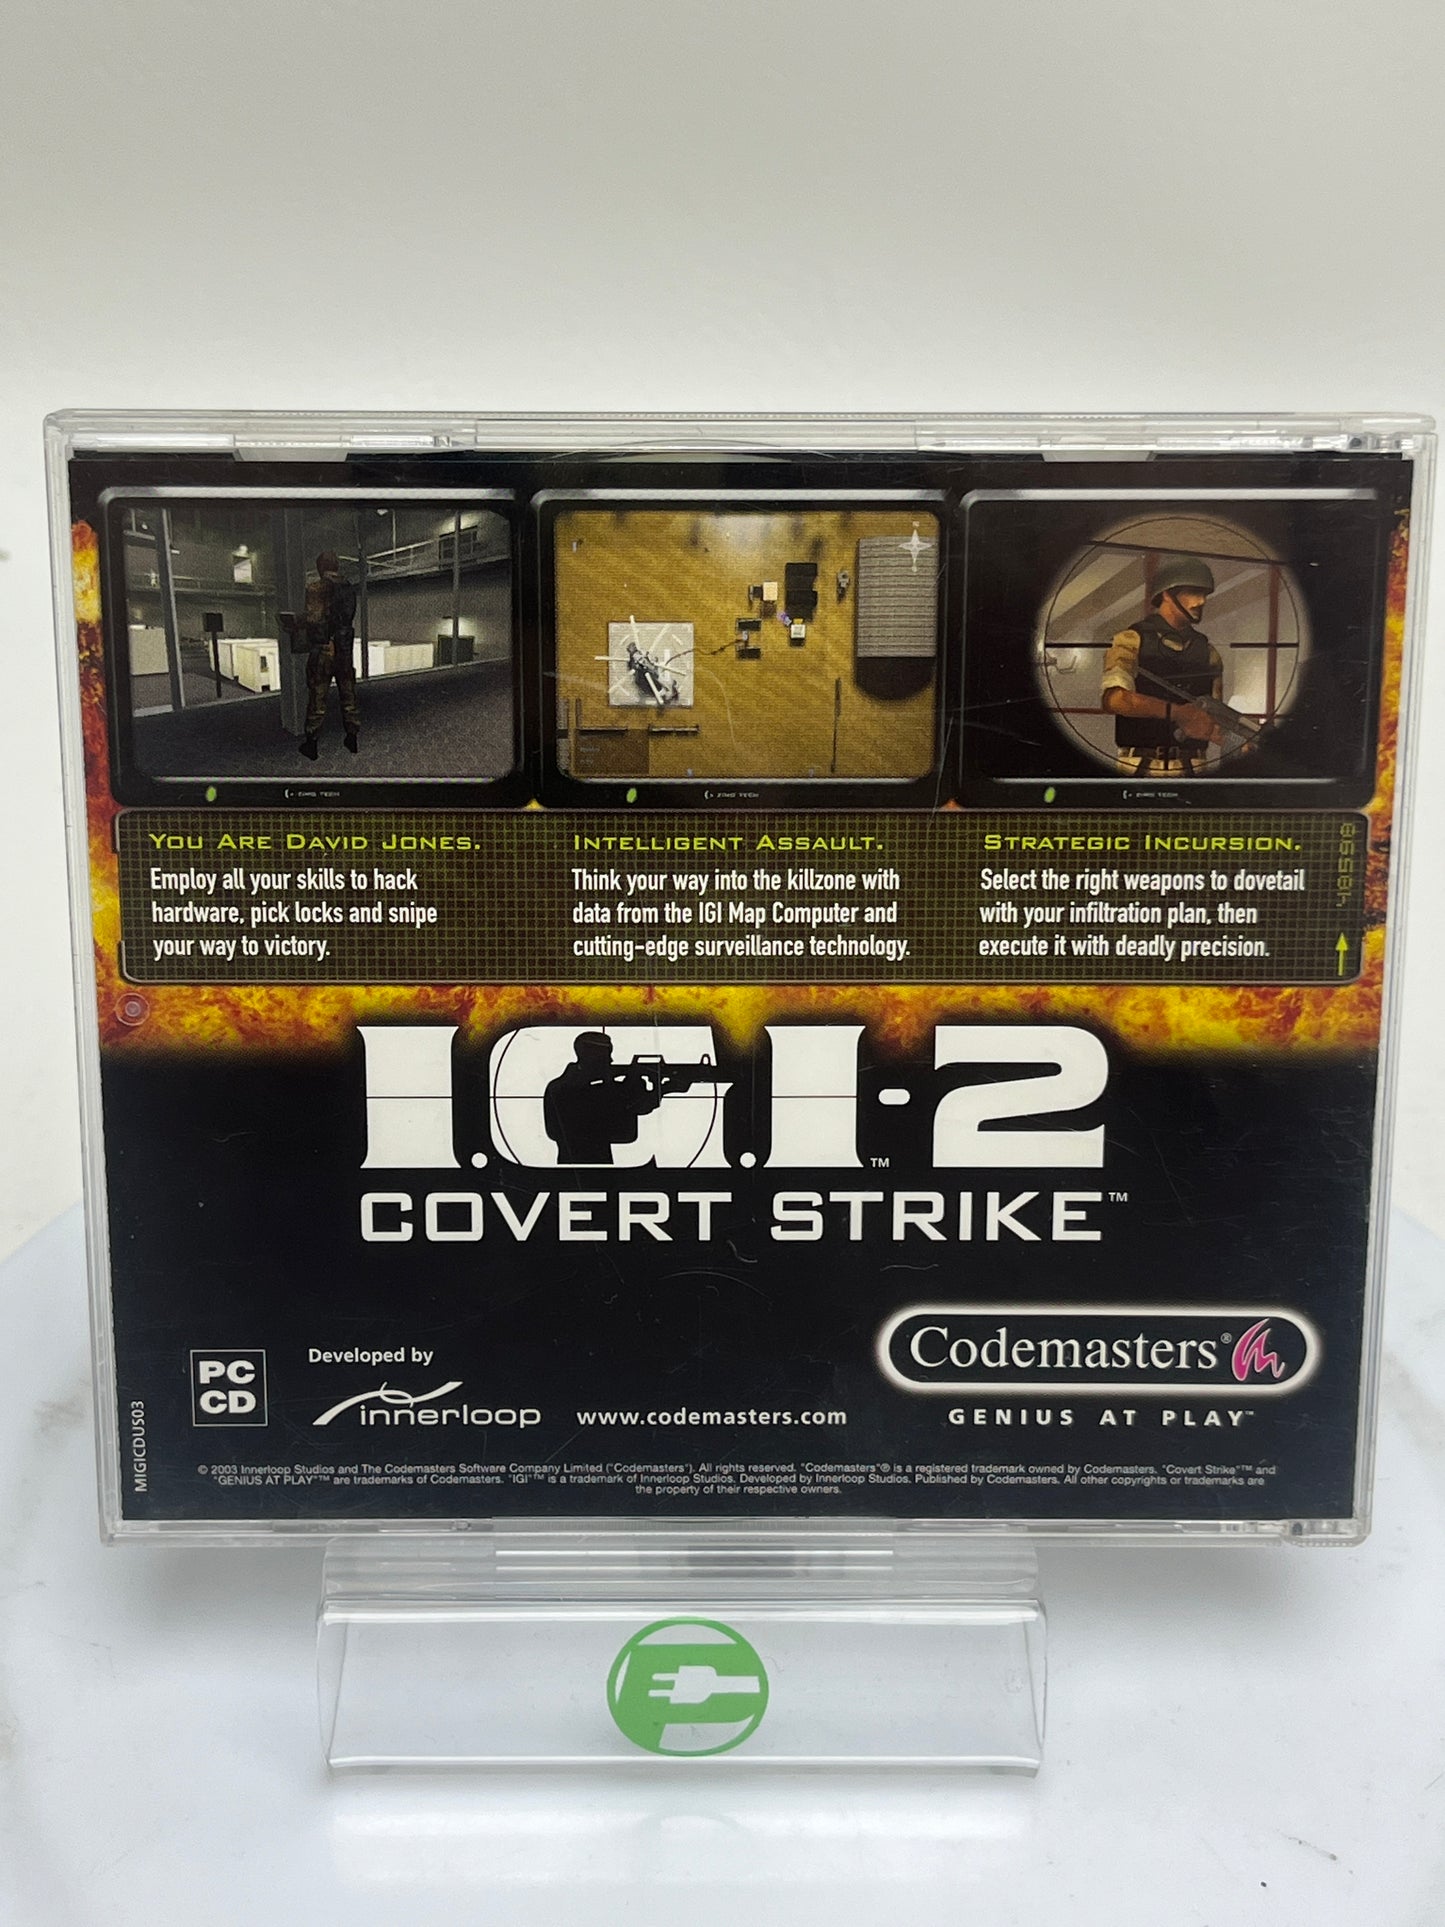 YOU ARE DAVID JONES.
Employ all your skills to hack
hardware, pick locks and snipe
your way to victory.
INTELLIGENT ASSAULT.
Think your way into the killzone with
data from the IGI Map Computer and
cutting-edge surveillance technology.
STRATEGIC INCURSION.
Select the right weapons to dovetail
with your infiltration plan, then
execute it with deadly precision.
I.G.I-2™
COVERT STRIKE™
PC
CD
Developed by
innerloop
www.codemasters.com
Codemasters®
GENIUS AT PLAY™
MIGICDUS03
© 2003 Innerloop Studios and The Codemasters Software Company Limited ("Codemasters"). All rights reserved. "Codemasters"® is a registered trademark owned by Codemasters. "Covert Strike"™ and
"GENIUS AT PLAY"™ are trademarks of Codemasters. "IGI"™ is a trademark of Innerloop Studios. Developed by Innerloop Studios. Published by Codemasters. All other copyrights or trademarks are
the property of their respective owners.